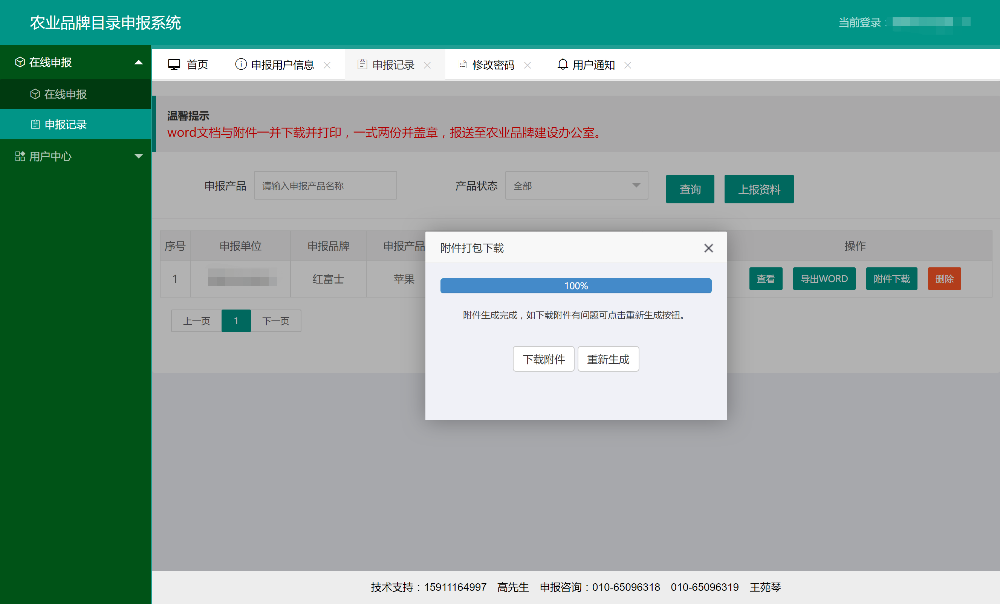 农业品牌目录申报系统
当前登录：
在线申报
在线申报
申报记录
用户中心
首页 申报用户信息 申报记录 修改密码 用户通知
温馨提示
word文档与附件一并下载并打印，一式两份并盖章，报送至农业品牌建设办公室。
申报产品 请输入申报产品名称 产品状态 全部 查询 上报资料
序号 申报单位 申报品牌 申报产品 操作
1 红富士 苹果 查看 导出WORD 附件下载 删除
上一页 1 下一页
附件打包下载
100%
附件生成完成，如下载附件有问题可点击重新生成按钮。
下载附件 重新生成
技术支持：15911164997 高先生 申报咨询：010-65096318 010-65096319 王苑琴